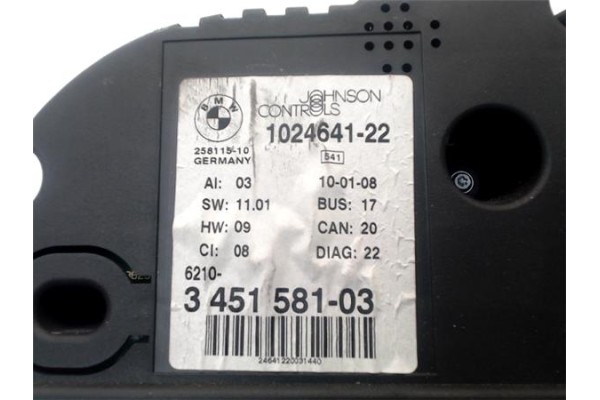 BMW
JOHNSON
CONTROLS
1024641-22
258115-10
GERMANY
541
AI: 03 10-01-08
SW: 11.01 BUS: 17
HW: 09 CAN: 20
CI: 08 DIAG: 22
6210-
3 451 581-03
24641220031440